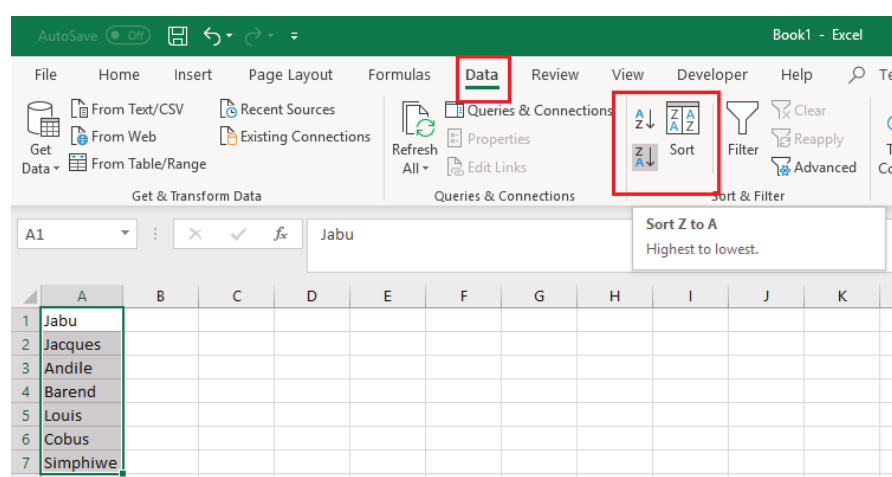 AutoSave Off Book1 - Excel
File Home Insert Page Layout Formulas Data Review View Developer Help
Get Data
From Text/CSV
From Web
From Table/Range
Recent Sources
Existing Connections
Get & Transform Data
Refresh All
Queries & Connections
Properties
Edit Links
Queries & Connections
A Z
Z A
Z A A Z
Sort
Filter
Clear
Reapply
Advanced
Sort & Filter
A1 fx Jabu
Sort Z to A
Highest to lowest.
A B C D E F G H I J K
1 Jabu
2 Jacques
3 Andile
4 Barend
5 Louis
6 Cobus
7 Simphiwe